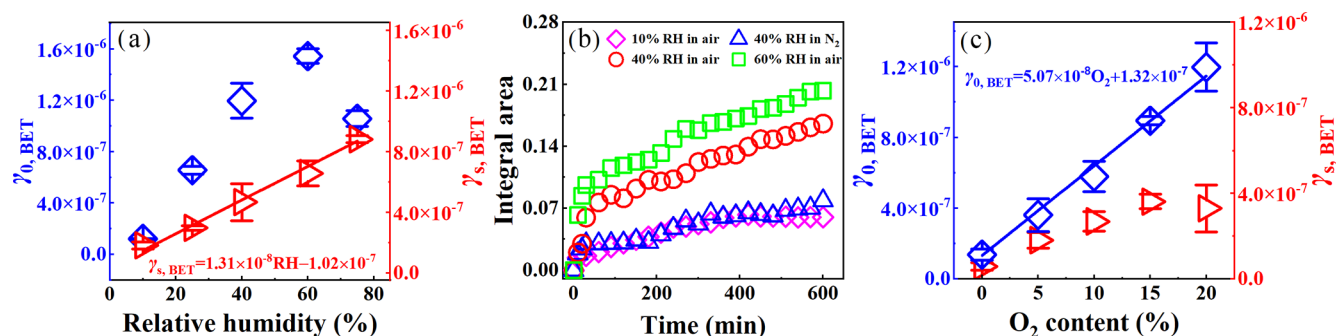 (a)
γ0, BET
1.6×10-6
1.2×10-6
8.0×10-7
4.0×10-7
0.0
1.6×10-6
1.2×10-6
8.0×10-7
4.0×10-7
0.0
γs, BET
γs, BET=1.31×10-8RH−1.02×10-7
0 20 40 60 80
Relative humidity (%)
(b)
10% RH in air
40% RH in N2
40% RH in air
60% RH in air
Integral area
0.28
0.21
0.14
0.07
0.00
0 200 400 600
Time (min)
(c)
γ0, BET
1.2×10-6
8.0×10-7
4.0×10-7
0.0
γ0, BET=5.07×10-8O2+1.32×10-7
1.2×10-6
8.0×10-7
4.0×10-7
0.0
γs, BET
0 5 10 15 20
O2 content (%)